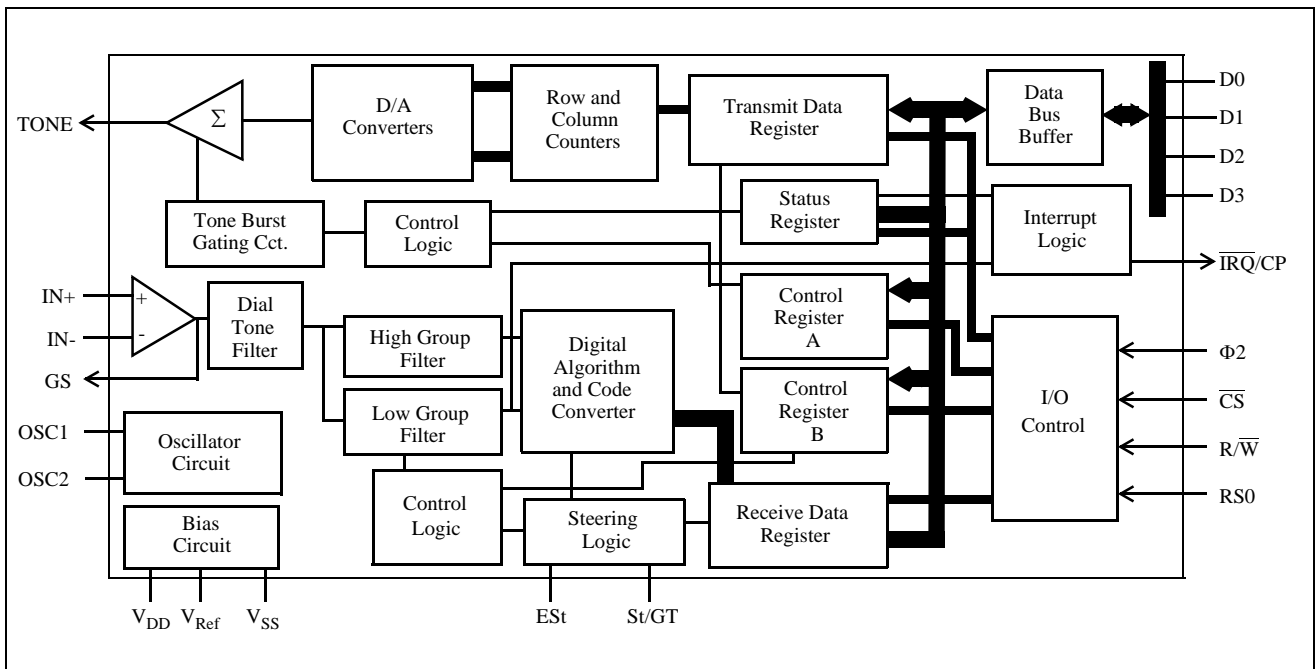 TONE
Σ
D/A
Converters
Row and
Column
Counters
Transmit Data
Register
Data
Bus
Buffer
D0
D1
D2
D3
Tone Burst
Gating Cct.
Control
Logic
Status
Register
Interrupt
Logic
I̅R̅Q̅/CP
IN+
IN-
GS
+
-
Dial
Tone
Filter
High Group
Filter
Low Group
Filter
Digital
Algorithm
and Code
Converter
Control
Register
A
Control
Register
B
I/O
Control
Φ2
C̅S̅
R/W̅
RS0
OSC1
OSC2
Oscillator
Circuit
Bias
Circuit
Control
Logic
Steering
Logic
Receive Data
Register
VDD VRef VSS
ESt St/GT